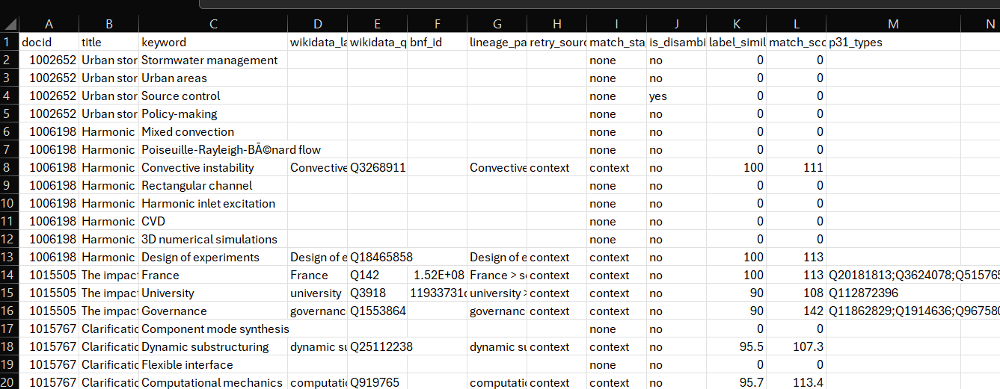 A B C D E F G H I J K L M N
1 docid title keyword wikidata_la wikidata_q bnf_id lineage_pa retry_sourc match_sta is_disambi label_simil match_sco p31_types
2 1002652 Urban stor Stormwater management none no 0 0
3 1002652 Urban stor Urban areas none no 0 0
4 1002652 Urban stor Source control none yes 0 0
5 1002652 Urban stor Policy-making none no 0 0
6 1006198 Harmonic Mixed convection none no 0 0
7 1006198 Harmonic Poiseuille-Rayleigh-BÃ©nard flow none no 0 0
8 1006198 Harmonic Convective instability Convective Q3268911 Convective context context no 100 111
9 1006198 Harmonic Rectangular channel none no 0 0
10 1006198 Harmonic Harmonic inlet excitation none no 0 0
11 1006198 Harmonic CVD none no 0 0
12 1006198 Harmonic 3D numerical simulations none no 0 0
13 1006198 Harmonic Design of experiments Design of e Q18465858 Design of e context context no 100 113
14 1015505 The impact France France Q142 1.52E+08 France > s context context no 100 113 Q20181813;Q3624078;Q515765
15 1015505 The impact University university Q3918 11933731 university > context context no 90 108 Q112872396
16 1015505 The impact Governance governanc Q1553864 governanc context context no 90 142 Q11862829;Q1914636;Q967580
17 1015767 Clarificatio Component mode synthesis none no 0 0
18 1015767 Clarificatio Dynamic substructuring dynamic su Q25112238 dynamic su context context no 95.5 107.3
19 1015767 Clarificatio Flexible interface none no 0 0
20 1015767 Clarificatio Computational mechanics computatio Q919765 computatio context context no 95.7 113.4